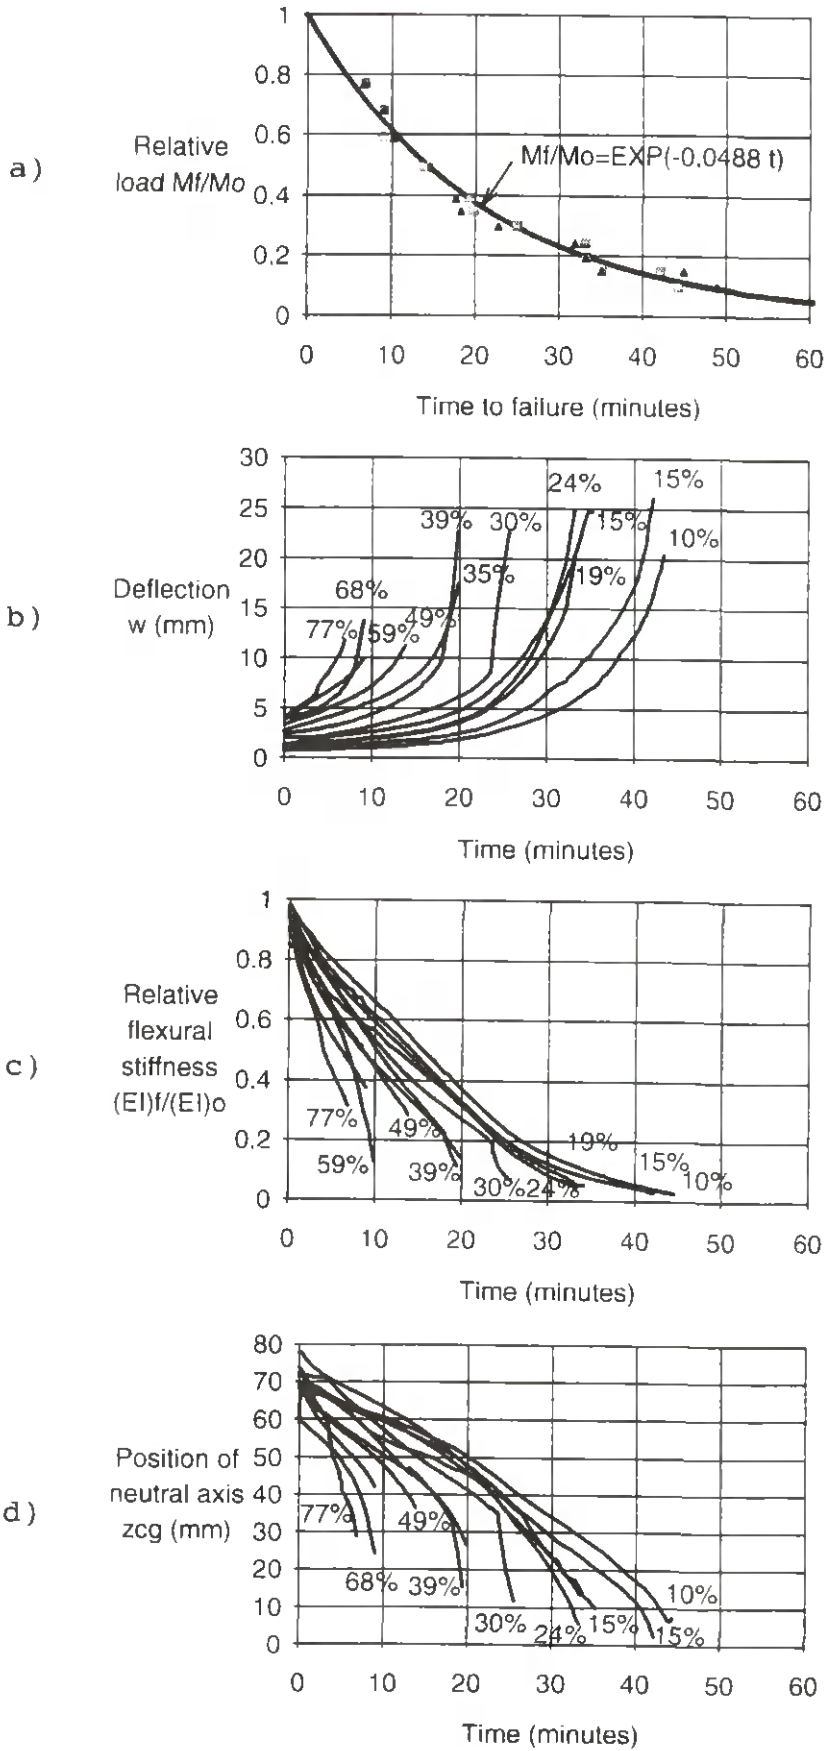 a)
Relative
load Mf/Mo
1
0.8
0.6
0.4
0.2
0
Mf/Mo=EXP(-0.0488 t)
0 10 20 30 40 50 60
Time to failure (minutes)
b)
Deflection
w (mm)
30
25
20
15
10
5
0
77%
68%
59%
49%
39%
35%
30%
24%
15%
19%
15%
10%
0 10 20 30 40 50 60
Time (minutes)
c)
Relative
flexural
stiffness
(EI)f/(EI)o
1
0.8
0.6
0.4
0.2
0
77%
59%
49%
39%
30%
24%
19%
15%
10%
0 10 20 30 40 50 60
Time (minutes)
d)
Position of
neutral axis
zcg (mm)
80
70
60
50
40
30
20
10
0
77%
68%
49%
39%
30%
24%
15%
15%
10%
0 10 20 30 40 50 60
Time (minutes)